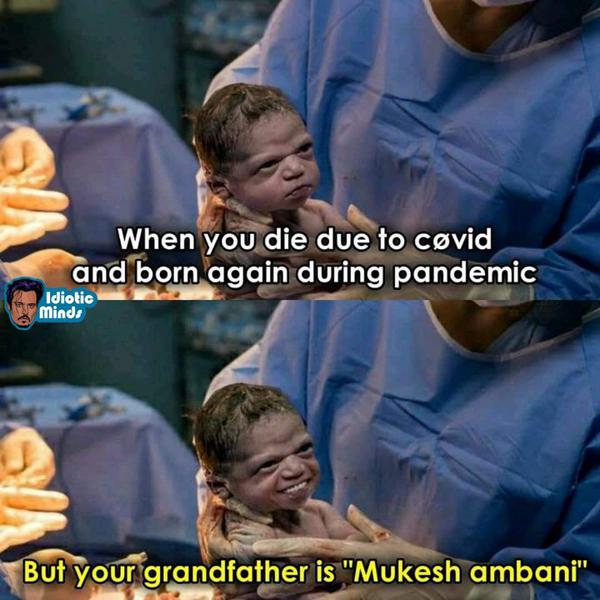 When you die due to cøvid
and born again during pandemic
Idiotic
Minds
But your grandfather is "Mukesh ambani"